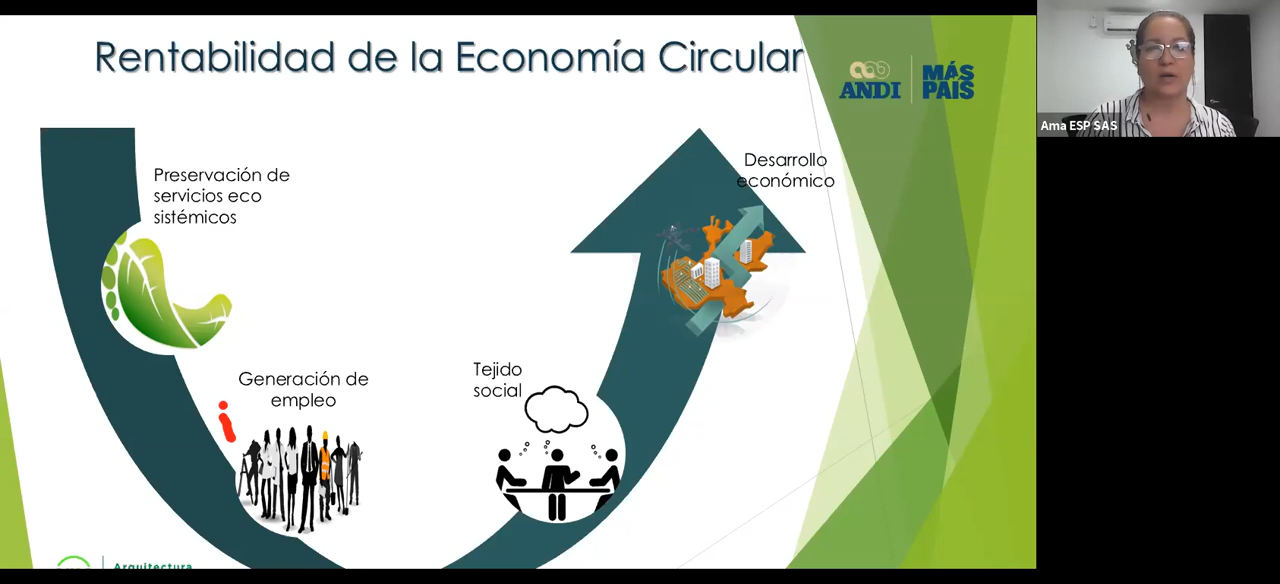 Rentabilidad de la Economía Circular
ANDI
MÁS
PAÍS
Ama ESP SAS
Preservación de
servicios eco
sistémicos
Desarrollo
económico
Generación de
empleo
Tejido
social
Arquitectura